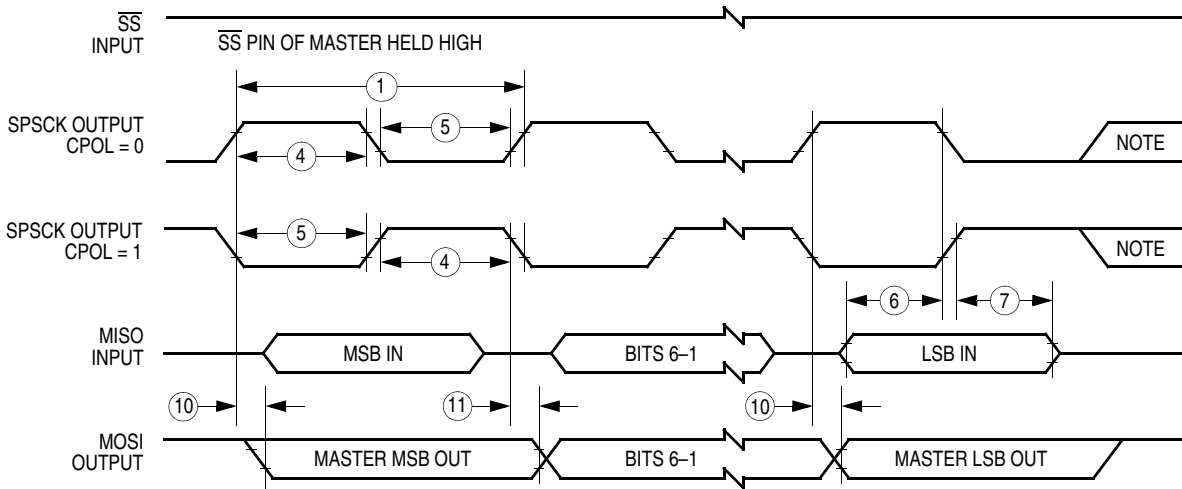 SS
INPUT
SS PIN OF MASTER HELD HIGH
1
SPSCK OUTPUT
CPOL = 0
5
4
NOTE
SPSCK OUTPUT
CPOL = 1
5
4
NOTE
6
7
MISO
INPUT
MSB IN
BITS 6–1
LSB IN
10
11
10
MOSI
OUTPUT
MASTER MSB OUT
BITS 6–1
MASTER LSB OUT